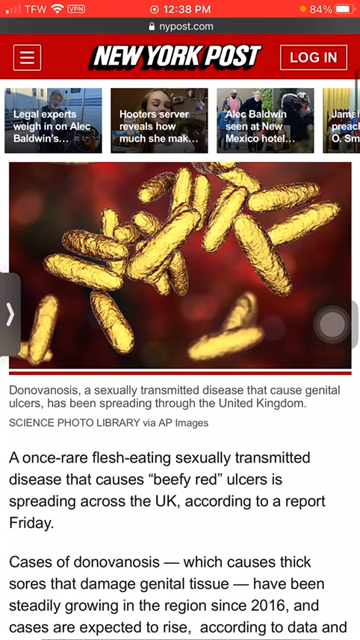 TFW VPN 12:38 PM 84%
nypost.com
NEW YORK POST
LOG IN
Legal experts
weigh in on Alec
Baldwin's...
Hooters server
reveals how
much she mak...
Alec Baldwin
seen at New
Mexico hotel...
preach
O. Sm
Donovanosis, a sexually transmitted disease that cause genital
ulcers, has been spreading through the United Kingdom.
SCIENCE PHOTO LIBRARY via AP Images
A once-rare flesh-eating sexually transmitted
disease that causes “beefy red” ulcers is
spreading across the UK, according to a report
Friday.
Cases of donovanosis — which causes thick
sores that damage genital tissue — have been
steadily growing in the region since 2016, and
cases are expected to rise, according to data and